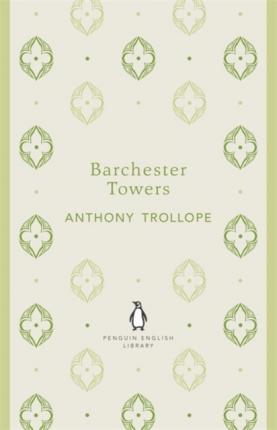 Barchester
Towers
ANTHONY TROLLOPE
PENGUIN ENGLISH
LIBRARY